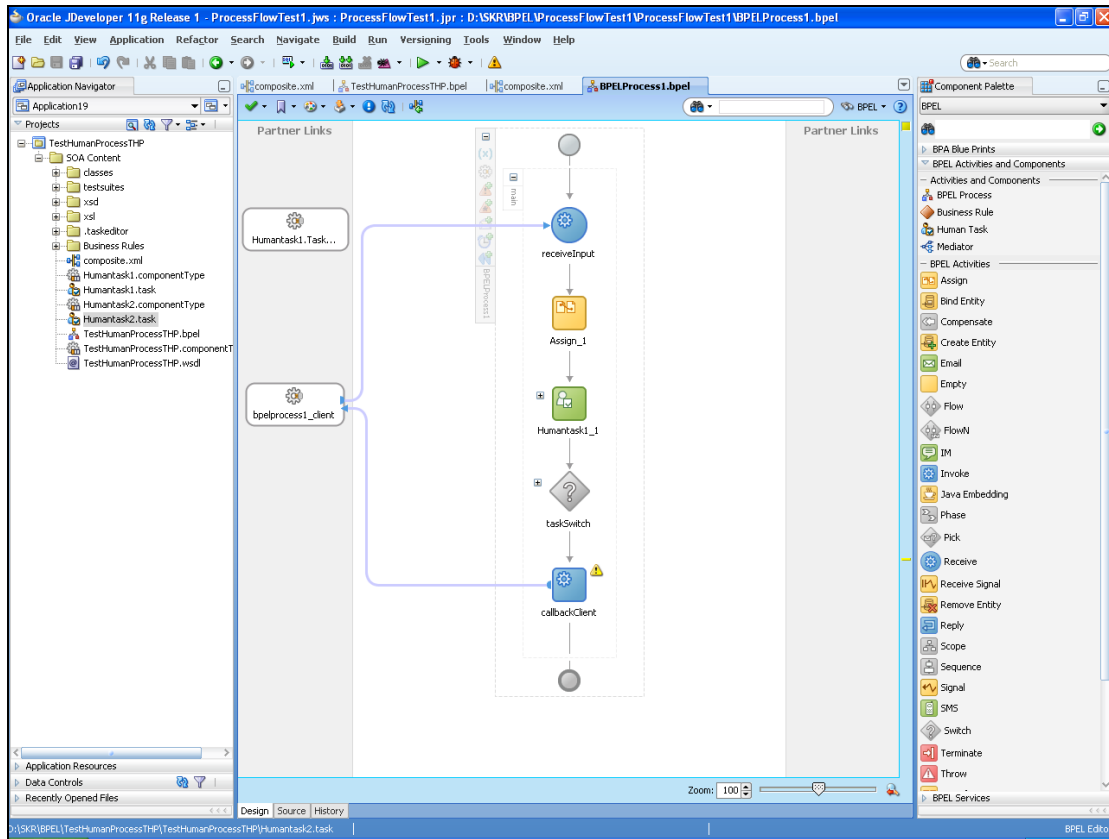 Oracle JDeveloper 11g Release 1 - ProcessFlowTest1.jws : ProcessFlowTest1.jpr : D:\SKR\BPEL\ProcessFlowTest1\ProcessFlowTest1\BPELProcess1.bpel
File Edit View Application Refactor Search Navigate Build Run Versioning Tools Window Help
Search
Application Navigator
Application19
Projects
TestHumanProcessTHP
SOA Content
classes
testsuites
xsd
xsl
.taskeditor
Business Rules
composite.xml
Humantask1.componentType
Humantask1.task
Humantask2.componentType
Humantask2.task
TestHumanProcessTHP.bpel
TestHumanProcessTHP.componentT
TestHumanProcessTHP.wsdl
Application Resources
Data Controls
Recently Opened Files
composite.xml TestHumanProcessTHP.bpel composite.xml BPELProcess1.bpel
BPEL
Partner Links
Partner Links
(x)
main
BPELProcess1
Humantask1.Task...
receiveInput
Assign_1
bpelprocess1_client
Humantask1_1
taskSwitch
callbackClient
Zoom: 100
Design Source History
Component Palette
BPEL
BPA Blue Prints
BPEL Activities and Components
Activities and Components
BPEL Process
Business Rule
Human Task
Mediator
BPEL Activities
Assign
Bind Entity
Compensate
Create Entity
Email
Empty
Flow
FlowN
IM
Invoke
Java Embedding
Phase
Pick
Receive
Receive Signal
Remove Entity
Reply
Scope
Sequence
Signal
SMS
Switch
Terminate
Throw
BPEL Services
D:\SKR\BPEL\TestHumanProcessTHP\TestHumanProcessTHP\Humantask2.task
BPEL Edito